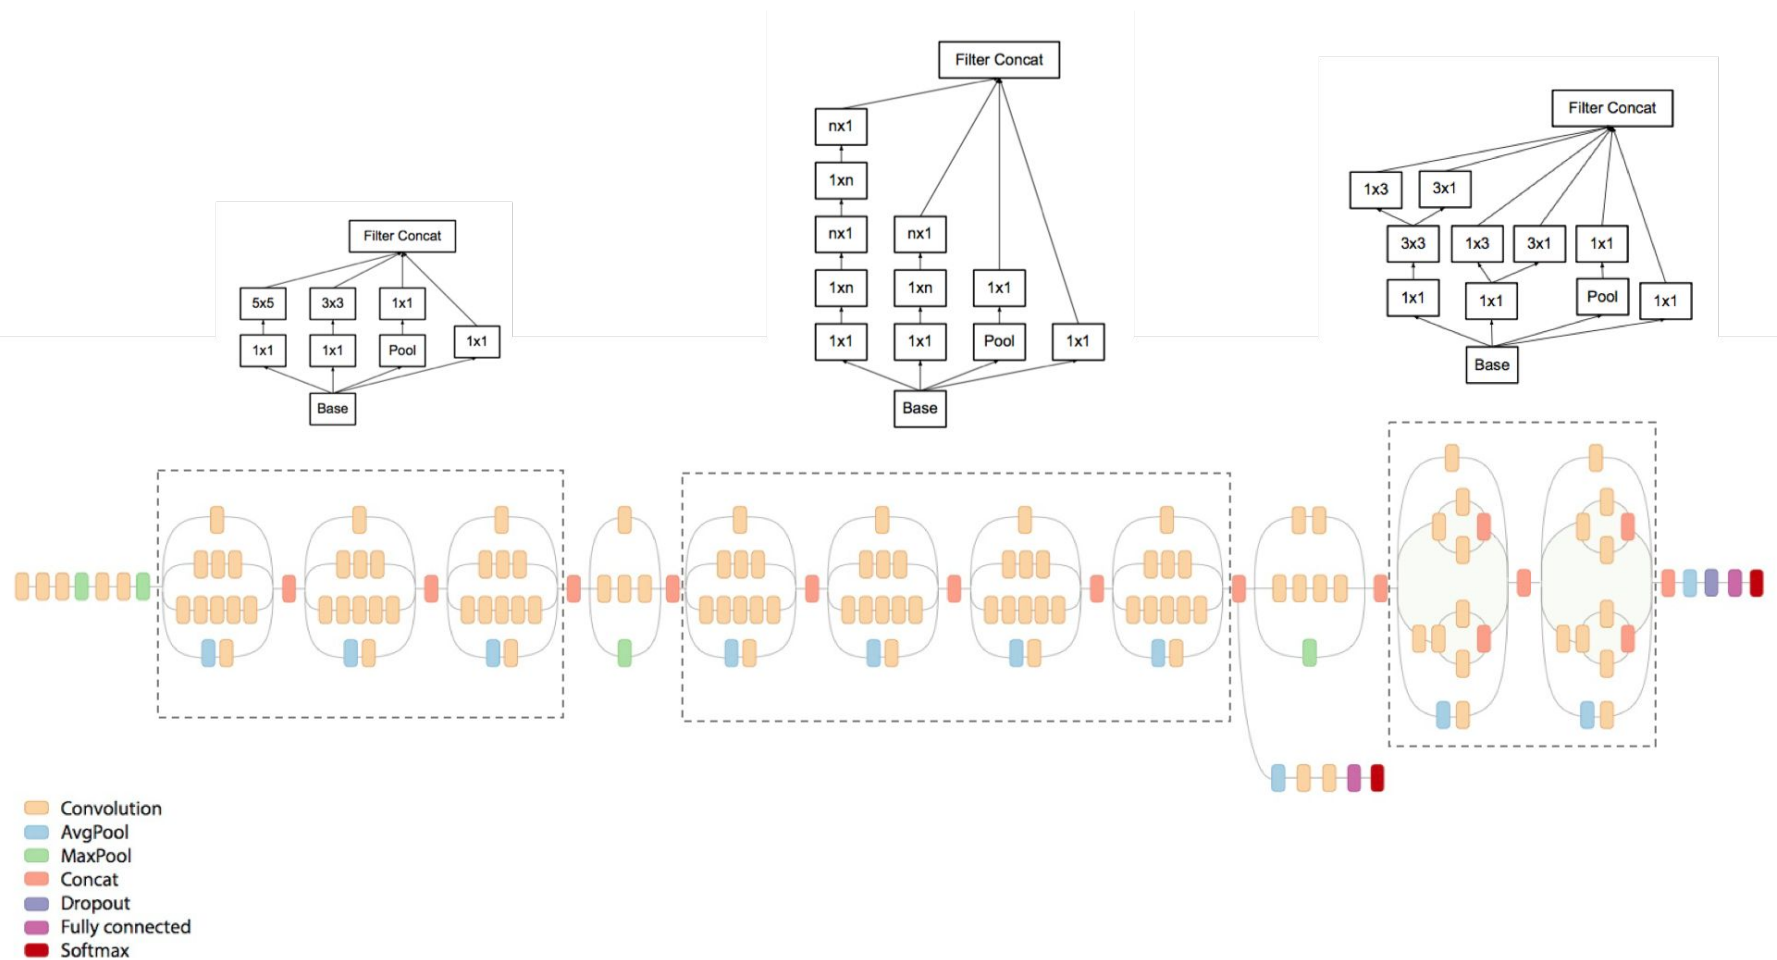 Filter Concat
5x5
3x3
1x1
1x1
1x1
Pool
1x1
Base
Filter Concat
nx1
1xn
nx1
nx1
1xn
1xn
1x1
1x1
1x1
Pool
1x1
Base
Filter Concat
1x3
3x1
3x3
1x3
3x1
1x1
1x1
1x1
Pool
1x1
Base
Convolution
AvgPool
MaxPool
Concat
Dropout
Fully connected
Softmax